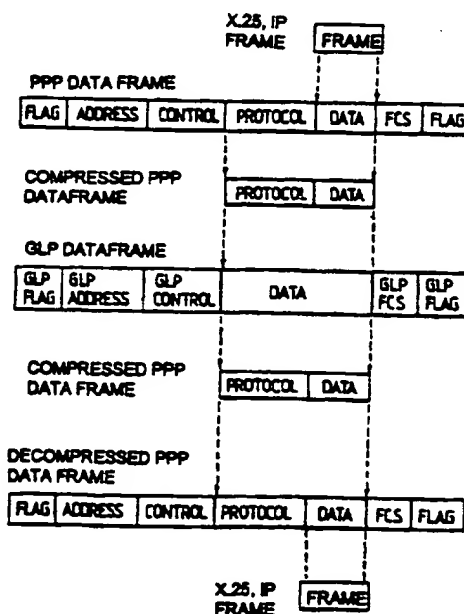 X.25, IP
FRAME
FRAME
PPP DATA FRAME
FLAG ADDRESS CONTROL PROTOCOL DATA FCS FLAG
COMPRESSED PPP
DATAFRAME
PROTOCOL DATA
GLP DATAFRAME
GLP FLAG GLP ADDRESS GLP CONTROL DATA GLP FCS GLP FLAG
COMPRESSED PPP
DATA FRAME
PROTOCOL DATA
DECOMPRESSED PPP
DATA FRAME
FLAG ADDRESS CONTROL PROTOCOL DATA FCS FLAG
X.25, IP
FRAME
FRAME